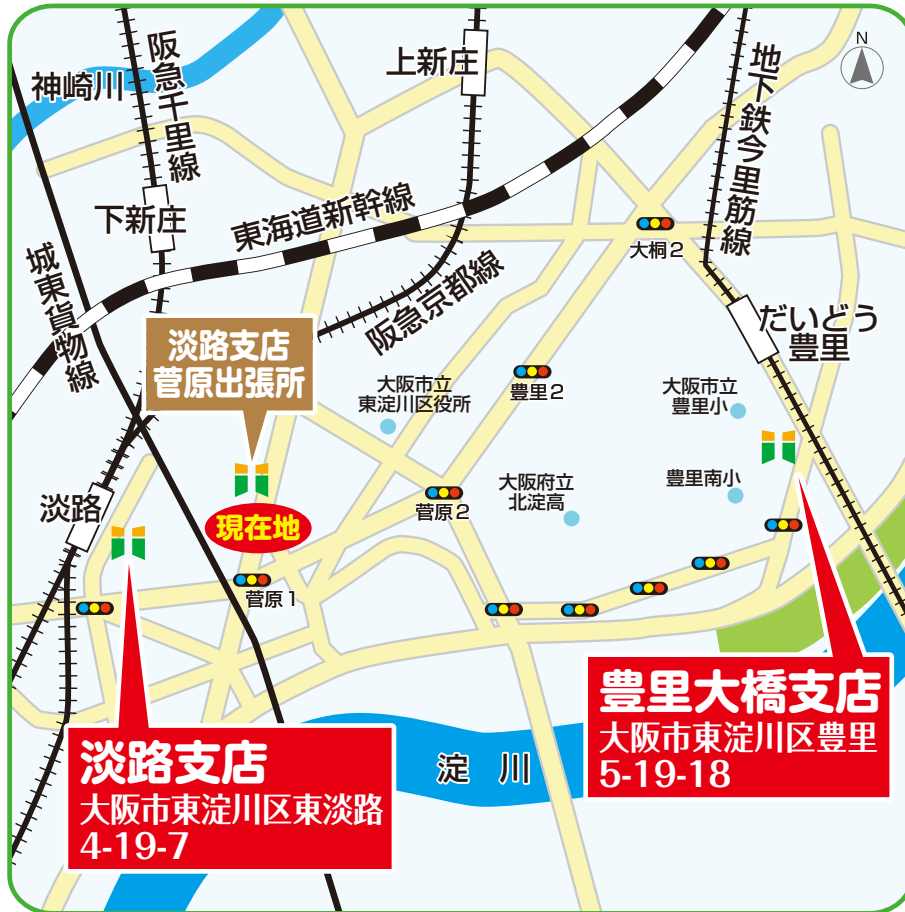 N
神崎川
阪急千里線
上新庄
地下鉄今里筋線
下新庄
東海道新幹線
大桐2
城東貨物線
阪急京都線
だいどう
豊里
淡路支店
菅原出張所
大阪市立
東淀川区役所
豊里2
大阪市立
豊里小
淡路
現在地
菅原2
大阪府立
北淀高
豊里南小
菅原1
豊里大橋支店
大阪市東淀川区豊里
5-19-18
淡路支店
大阪市東淀川区東淡路
4-19-7
淀川